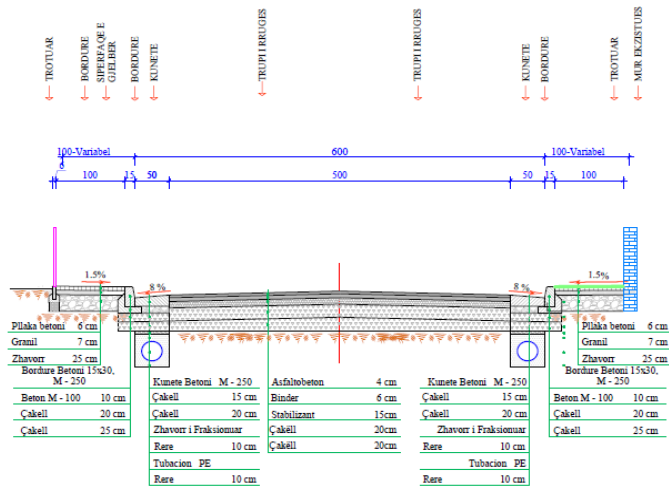 TROTUAR
BORDURE
SIPERFAQE E
GJELBER
BORDURE
KUNETE
TRUPI I RRUGES
TRUPI I RRUGES
KUNETE
BORDURE
TROTUAR
MUR EKZISTUES
100-Variabel
600
100-Variabel
100
15
50
500
50
15
100
1.5%
8 %
8 %
1.5%
Pllaka betoni 6 cm
Granil 7 cm
Zhavorr 25 cm
Bordure Betoni 15x30,
M - 250
Beton M - 100 10 cm
Çakell 20 cm
Çakell 25 cm
Kunete Betoni M - 250
Çakell 15 cm
Çakell 20 cm
Zhavorr i Fraksionuar
Rere 10 cm
Tubacion PE
Rere 10 cm
Asfaltobeton 4 cm
Binder 6 cm
Stabilizant 15cm
Çakëll 20cm
Çakëll 20cm
Kunete Betoni M - 250
Çakell 15 cm
Çakell 20 cm
Zhavorr i Fraksionuar
Rere 10 cm
Tubacion PE
Rere 10 cm
Pllaka betoni 6 cm
Granil 7 cm
Zhavorr 25 cm
Bordure Betoni 15x30,
M - 250
Beton M - 100 10 cm
Çakell 20 cm
Çakell 25 cm